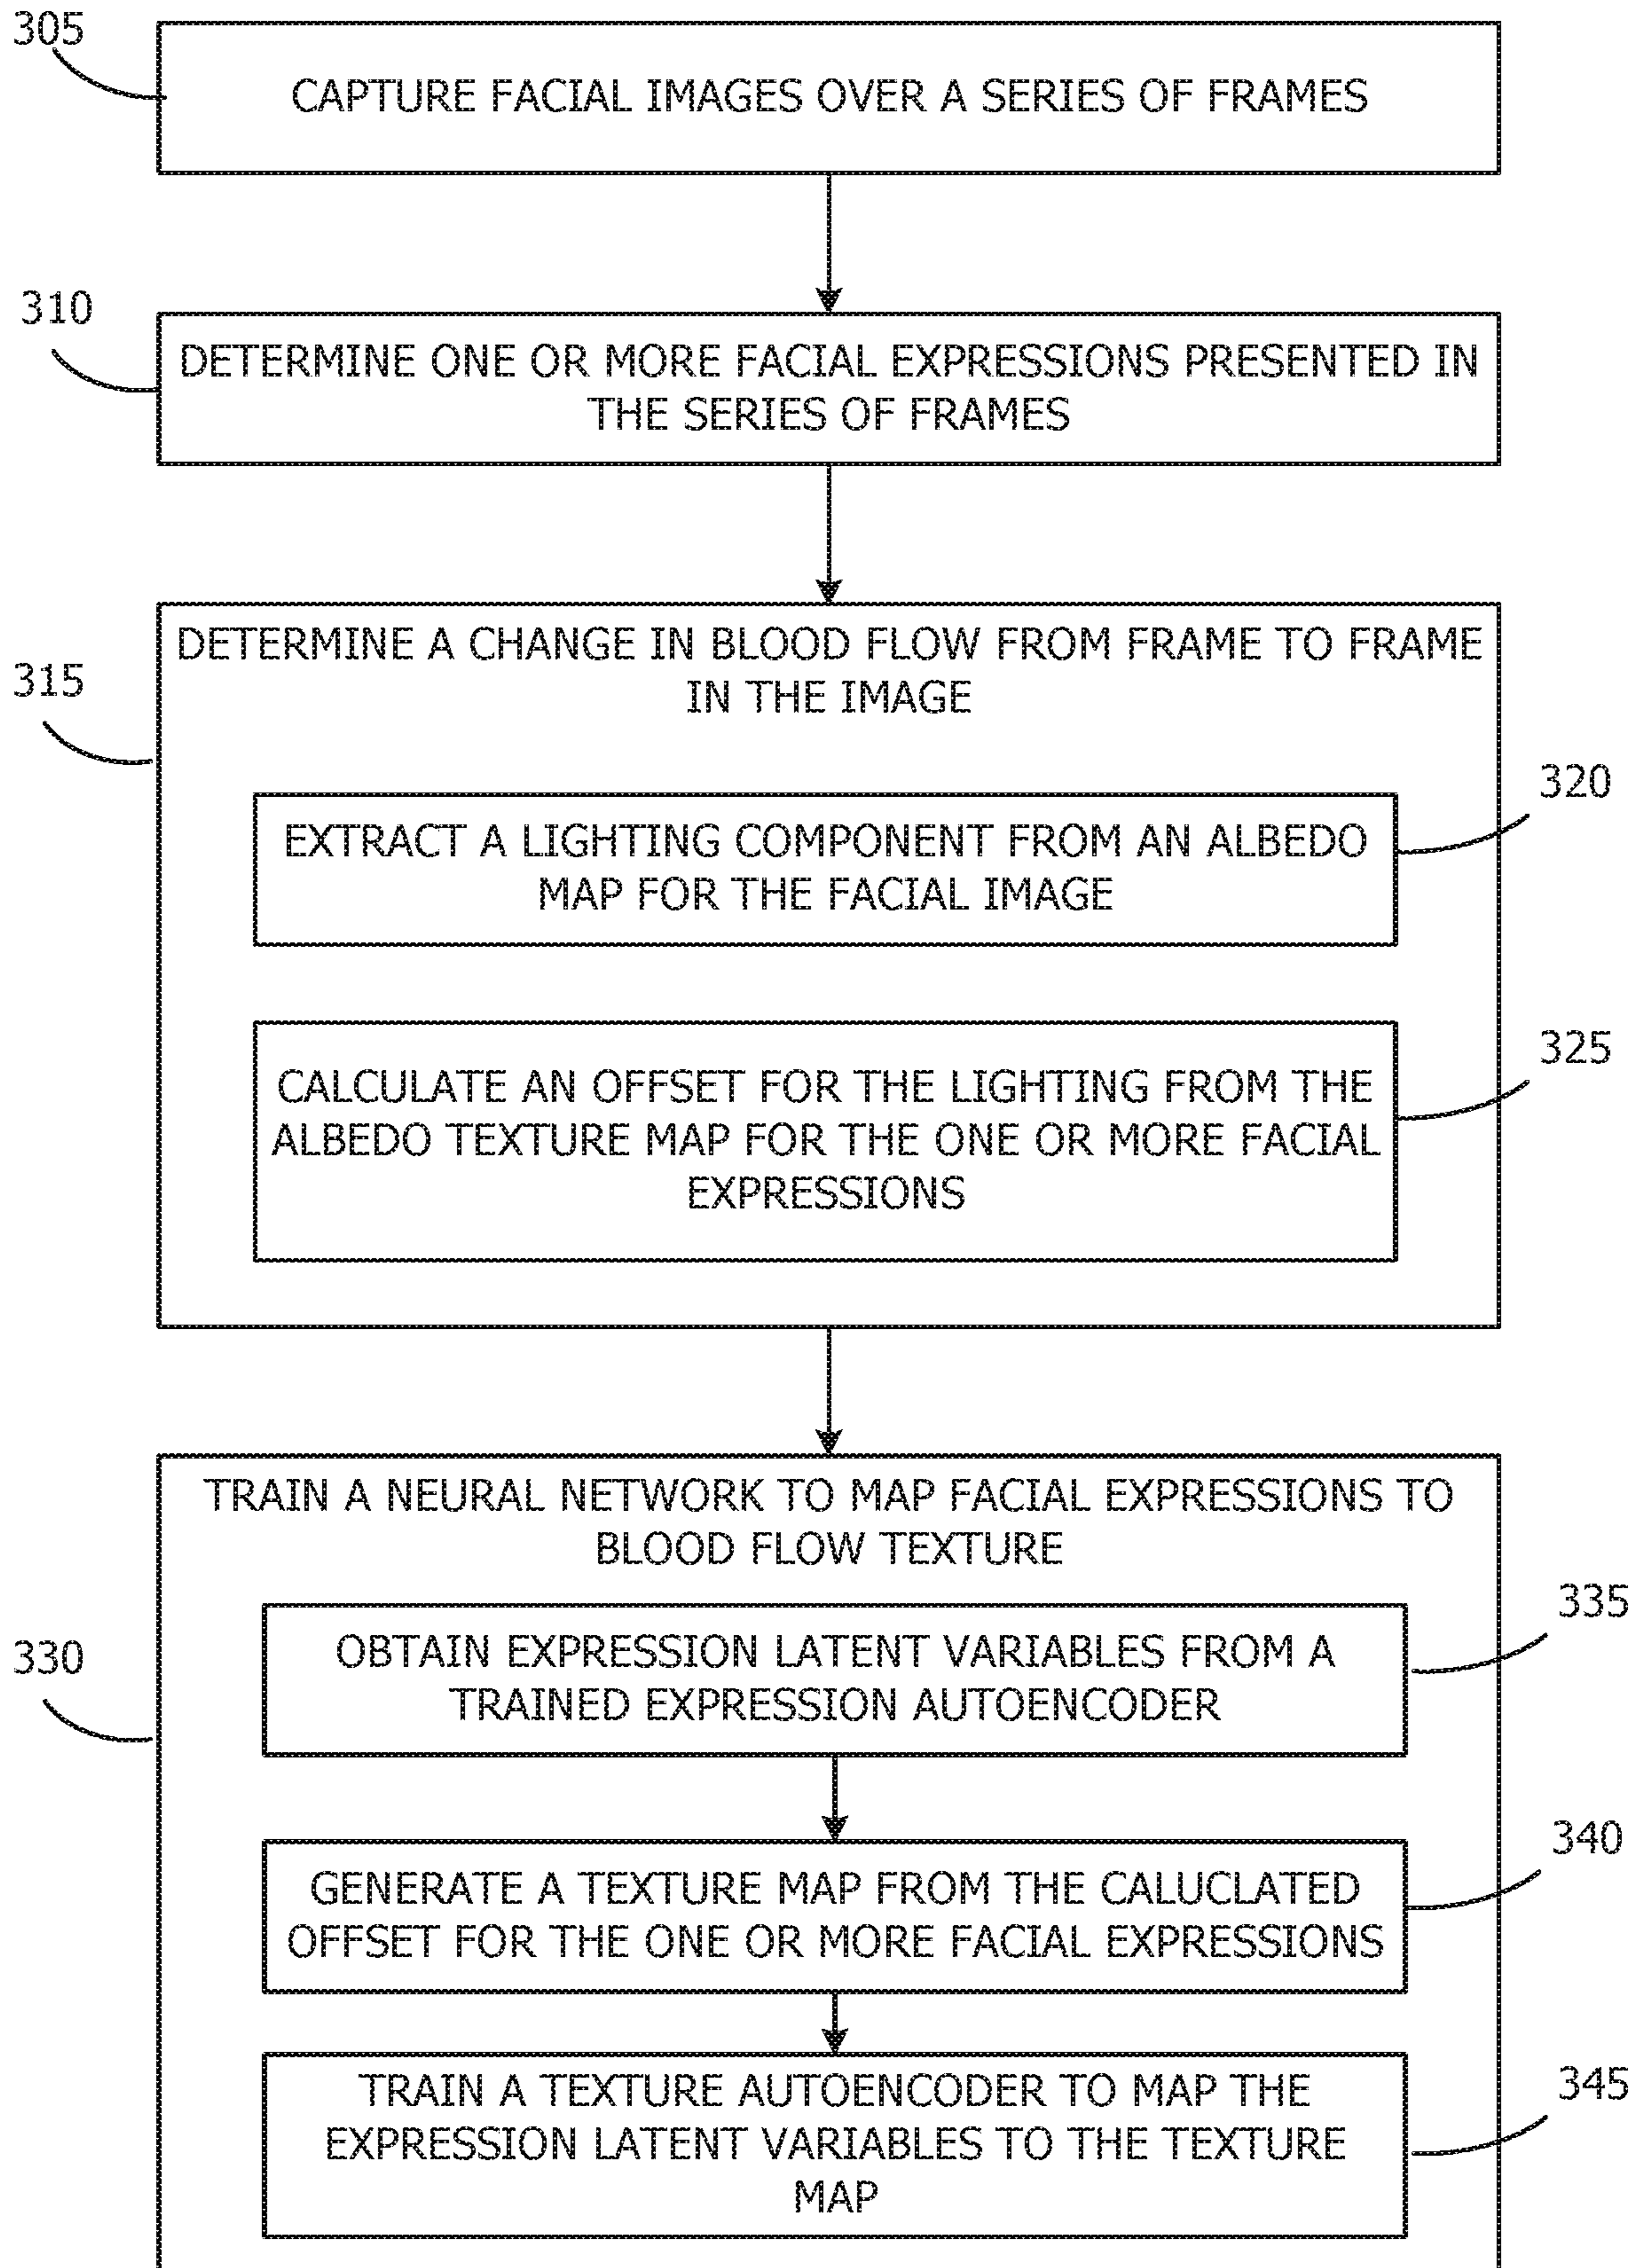 305
CAPTURE FACIAL IMAGES OVER A SERIES OF FRAMES
310
DETERMINE ONE OR MORE FACIAL EXPRESSIONS PRESENTED IN
THE SERIES OF FRAMES
315
DETERMINE A CHANGE IN BLOOD FLOW FROM FRAME TO FRAME
IN THE IMAGE
320
EXTRACT A LIGHTING COMPONENT FROM AN ALBEDO
MAP FOR THE FACIAL IMAGE
325
CALCULATE AN OFFSET FOR THE LIGHTING FROM THE
ALBEDO TEXTURE MAP FOR THE ONE OR MORE FACIAL
EXPRESSIONS
330
TRAIN A NEURAL NETWORK TO MAP FACIAL EXPRESSIONS TO
BLOOD FLOW TEXTURE
335
OBTAIN EXPRESSION LATENT VARIABLES FROM A
TRAINED EXPRESSION AUTOENCODER
340
GENERATE A TEXTURE MAP FROM THE CALUCLATED
OFFSET FOR THE ONE OR MORE FACIAL EXPRESSIONS
345
TRAIN A TEXTURE AUTOENCODER TO MAP THE
EXPRESSION LATENT VARIABLES TO THE TEXTURE
MAP